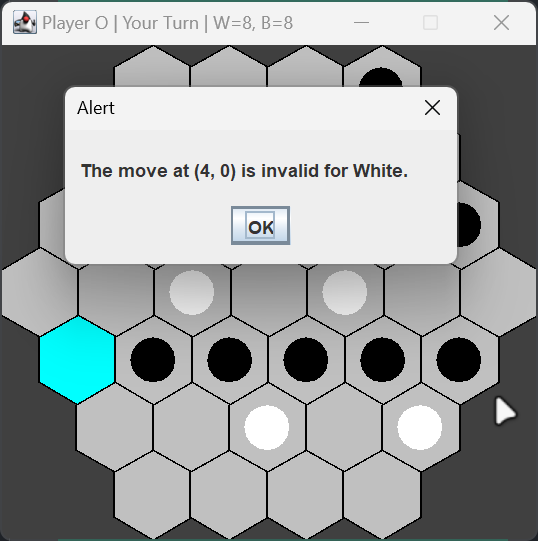 Player O | Your Turn | W=8, B=8
Alert
The move at (4, 0) is invalid for White.
OK